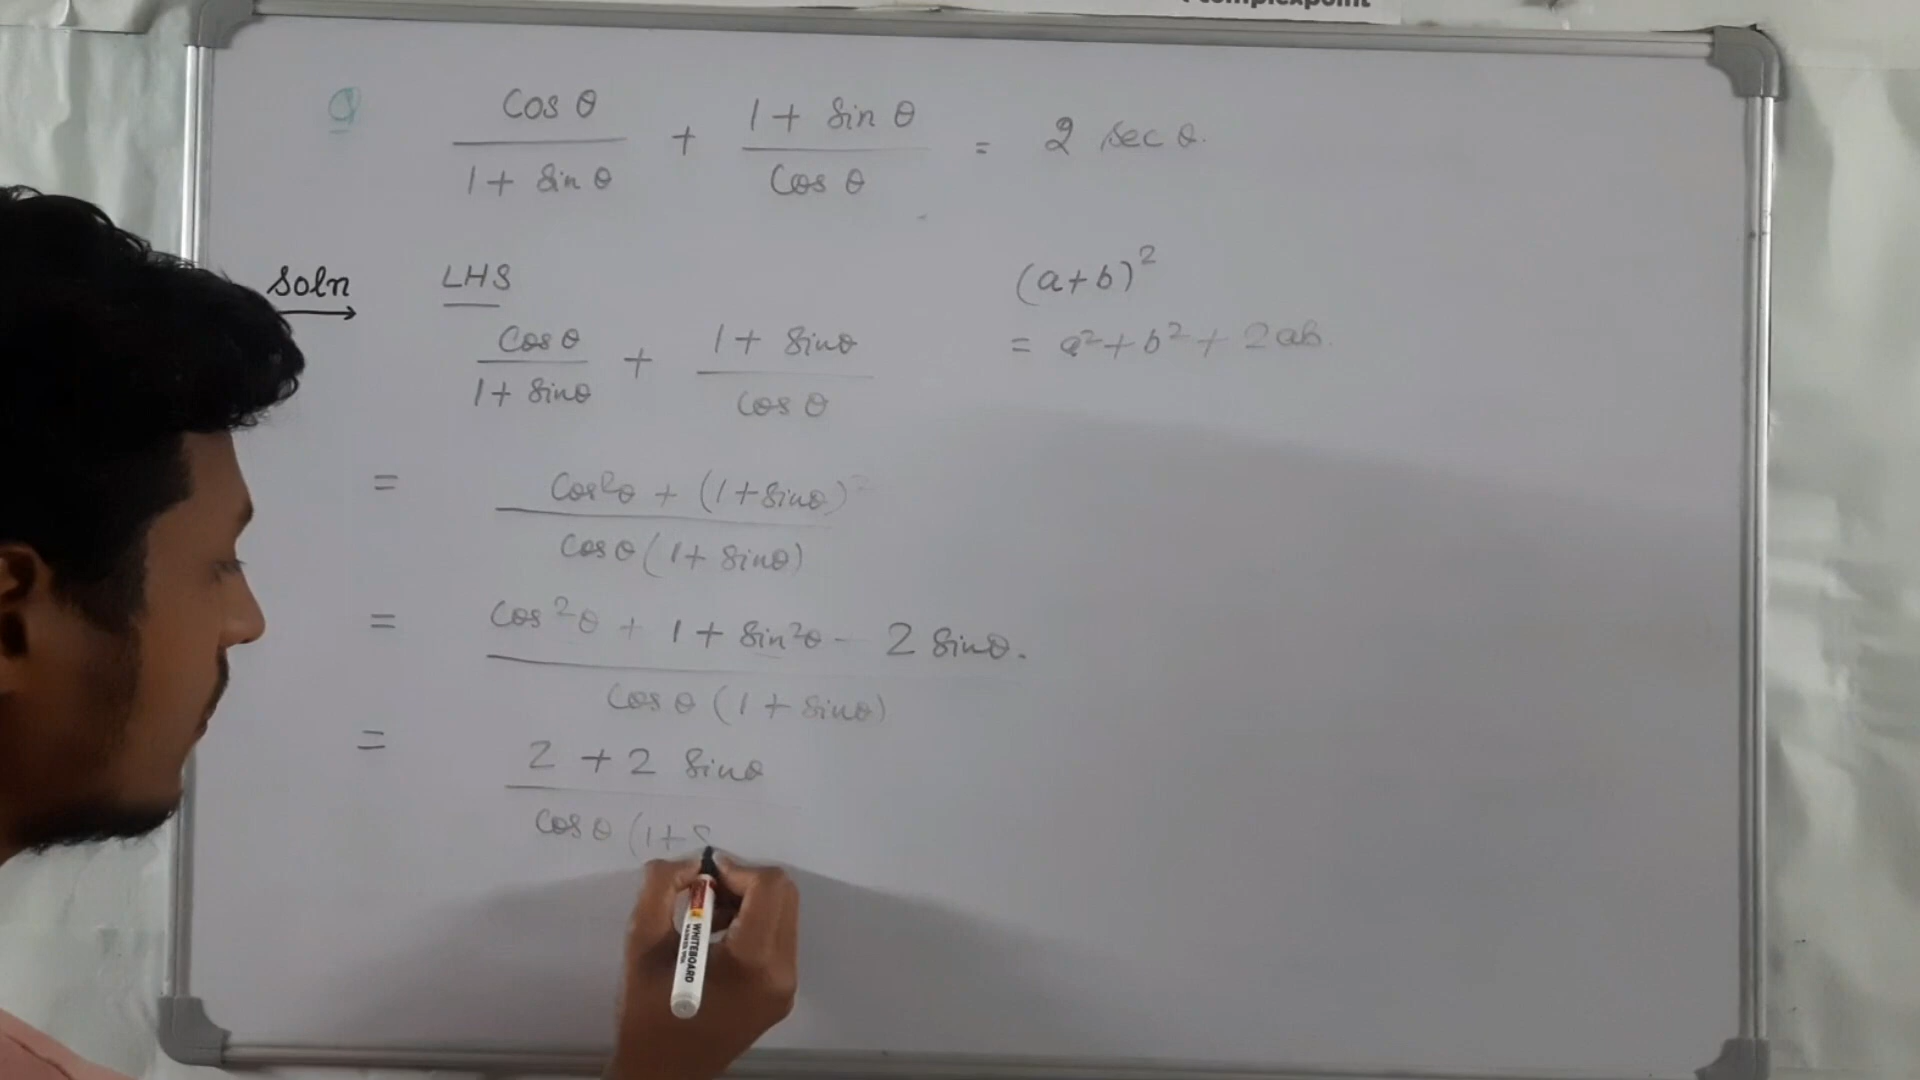 complexpoint
Q cos θ / 1 + sin θ + 1 + sin θ / cos θ = 2 sec θ.
soln LHS
cos θ / 1 + sinθ + 1 + sinθ / cos θ
(a+b)²
= a² + b² + 2ab.
= cos²θ + (1+sinθ)² / cos θ (1+ sinθ)
= cos²θ + 1 + sin²θ - 2 sinθ. / cos θ (1 + sinθ)
= 2 + 2 sinθ / cos θ (1+ s
WHITEBOARD